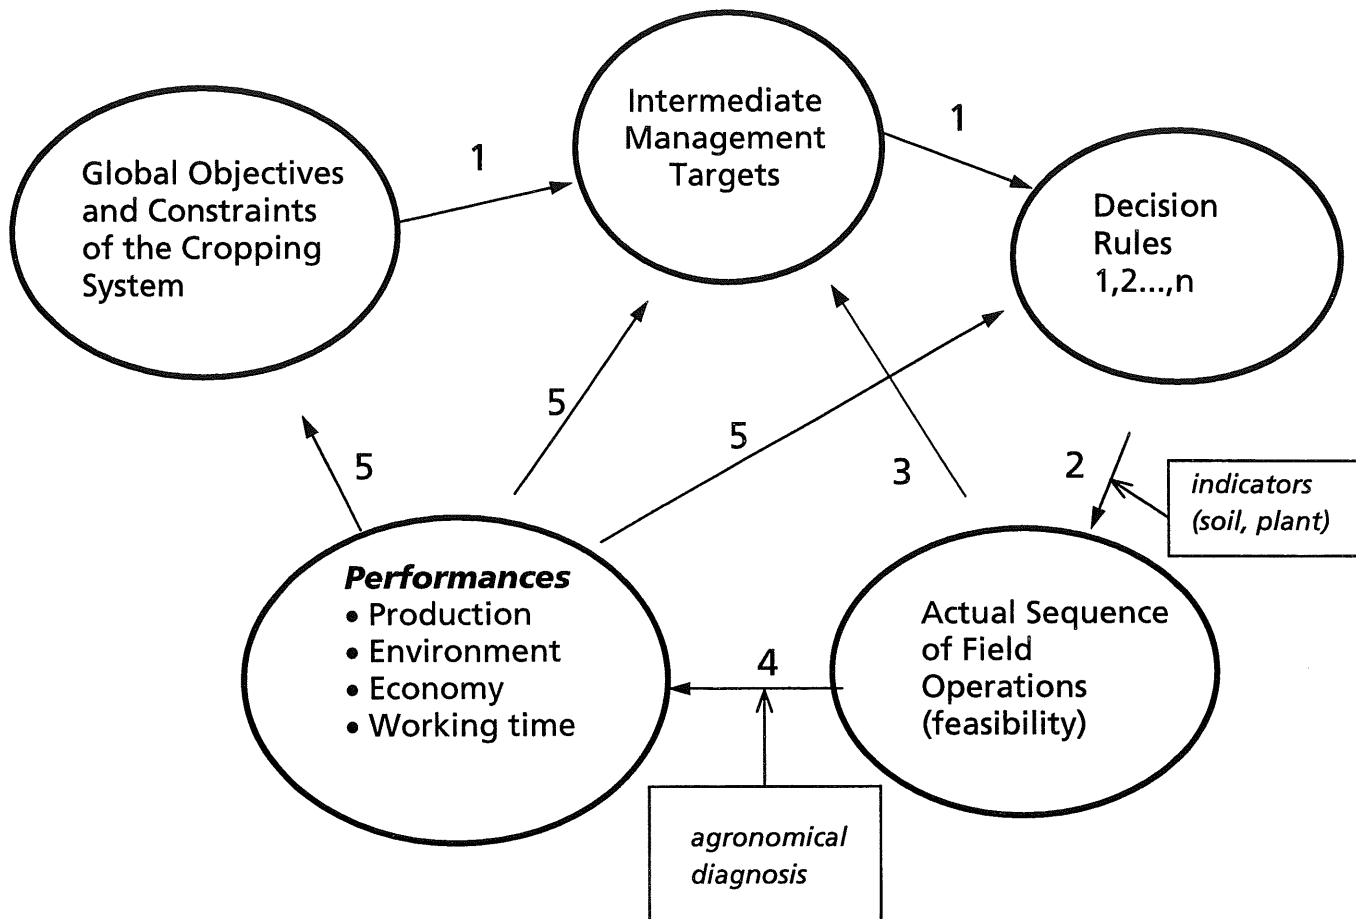 Intermediate
Management
Targets
1
1
Global Objectives
and Constraints
of the Cropping
System
Decision
Rules
1,2...,n
5
5
5
3
2
indicators
(soil, plant)
Performances
• Production
• Environment
• Economy
• Working time
4
Actual Sequence
of Field
Operations
(feasibility)
agronomical
diagnosis